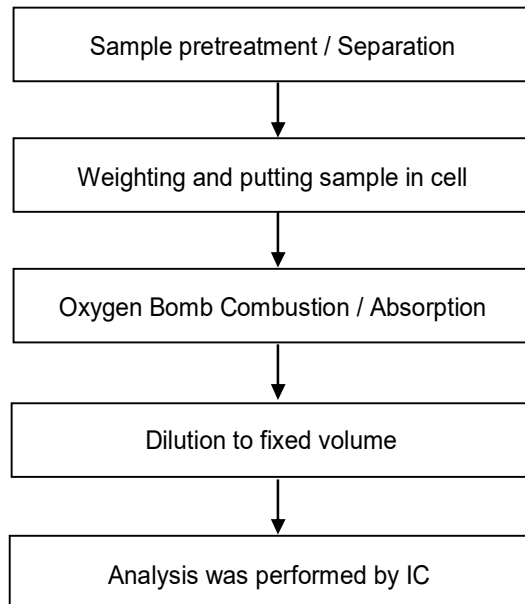 Sample pretreatment / Separation
Weighting and putting sample in cell
Oxygen Bomb Combustion / Absorption
Dilution to fixed volume
Analysis was performed by IC